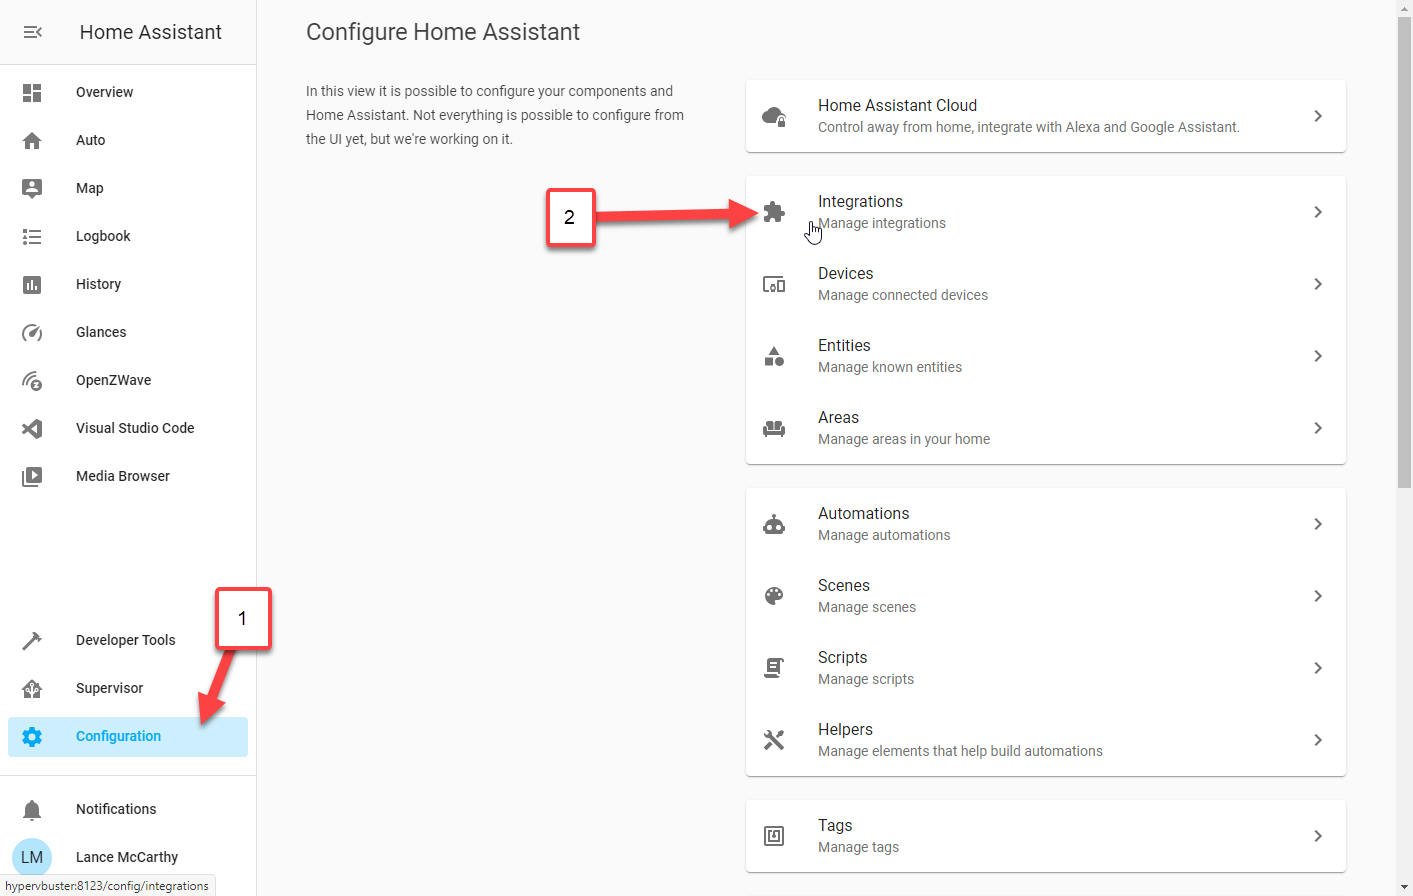 Home Assistant
Overview
Auto
Map
Logbook
History
Glances
OpenZWave
Visual Studio Code
Media Browser
1
Developer Tools
Supervisor
Configuration
Notifications
LM
Lance McCarthy
hypervbuster:8123/config/integrations
Configure Home Assistant
In this view it is possible to configure your components and
Home Assistant. Not everything is possible to configure from
the UI yet, but we're working on it.
2
Home Assistant Cloud
Control away from home, integrate with Alexa and Google Assistant.
Integrations
Manage integrations
Devices
Manage connected devices
Entities
Manage known entities
Areas
Manage areas in your home
Automations
Manage automations
Scenes
Manage scenes
Scripts
Manage scripts
Helpers
Manage elements that help build automations
Tags
Manage tags